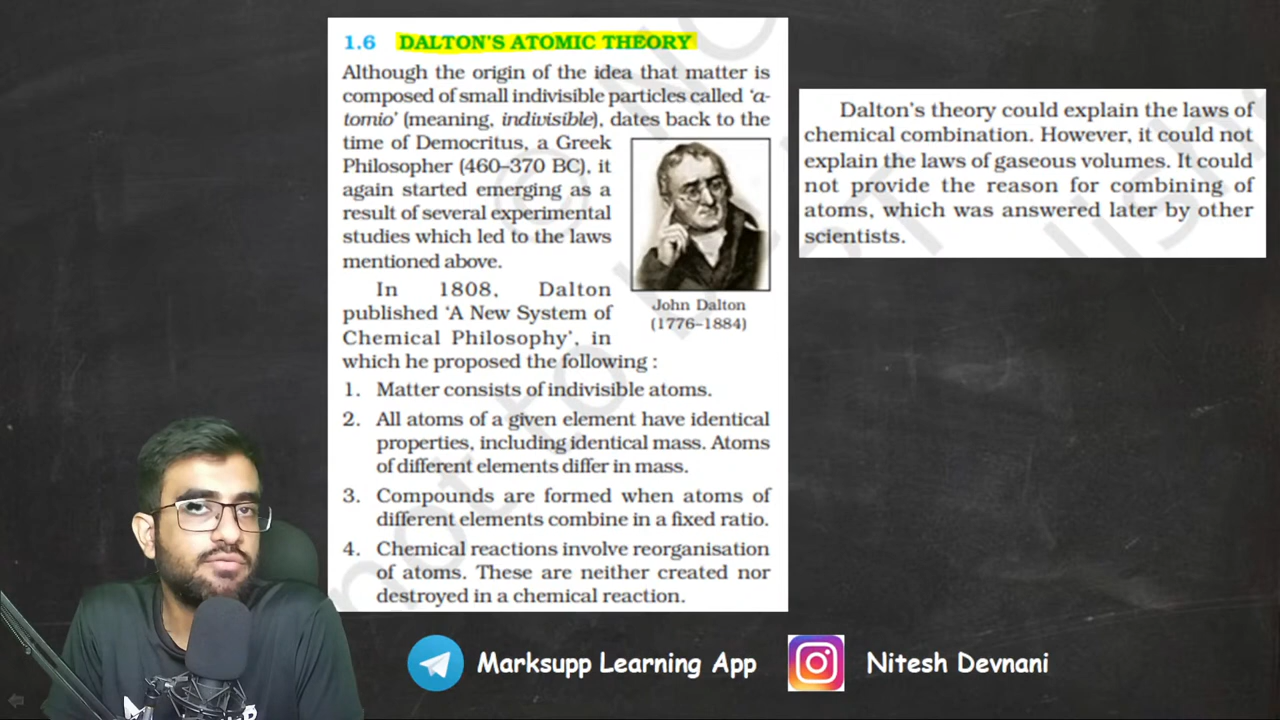 1.6 DALTON'S ATOMIC THEORY
Although the origin of the idea that matter is
composed of small indivisible particles called 'a-
tomio' (meaning, indivisible), dates back to the
time of Democritus, a Greek
Philosopher (460–370 BC), it
again started emerging as a
result of several experimental
studies which led to the laws
mentioned above.
In 1808, Dalton
published 'A New System of
Chemical Philosophy', in
which he proposed the following :
John Dalton
(1776–1884)
1. Matter consists of indivisible atoms.
2. All atoms of a given element have identical
properties, including identical mass. Atoms
of different elements differ in mass.
3. Compounds are formed when atoms of
different elements combine in a fixed ratio.
4. Chemical reactions involve reorganisation
of atoms. These are neither created nor
destroyed in a chemical reaction.
Dalton's theory could explain the laws of
chemical combination. However, it could not
explain the laws of gaseous volumes. It could
not provide the reason for combining of
atoms, which was answered later by other
scientists.
Marksupp Learning App
Nitesh Devnani